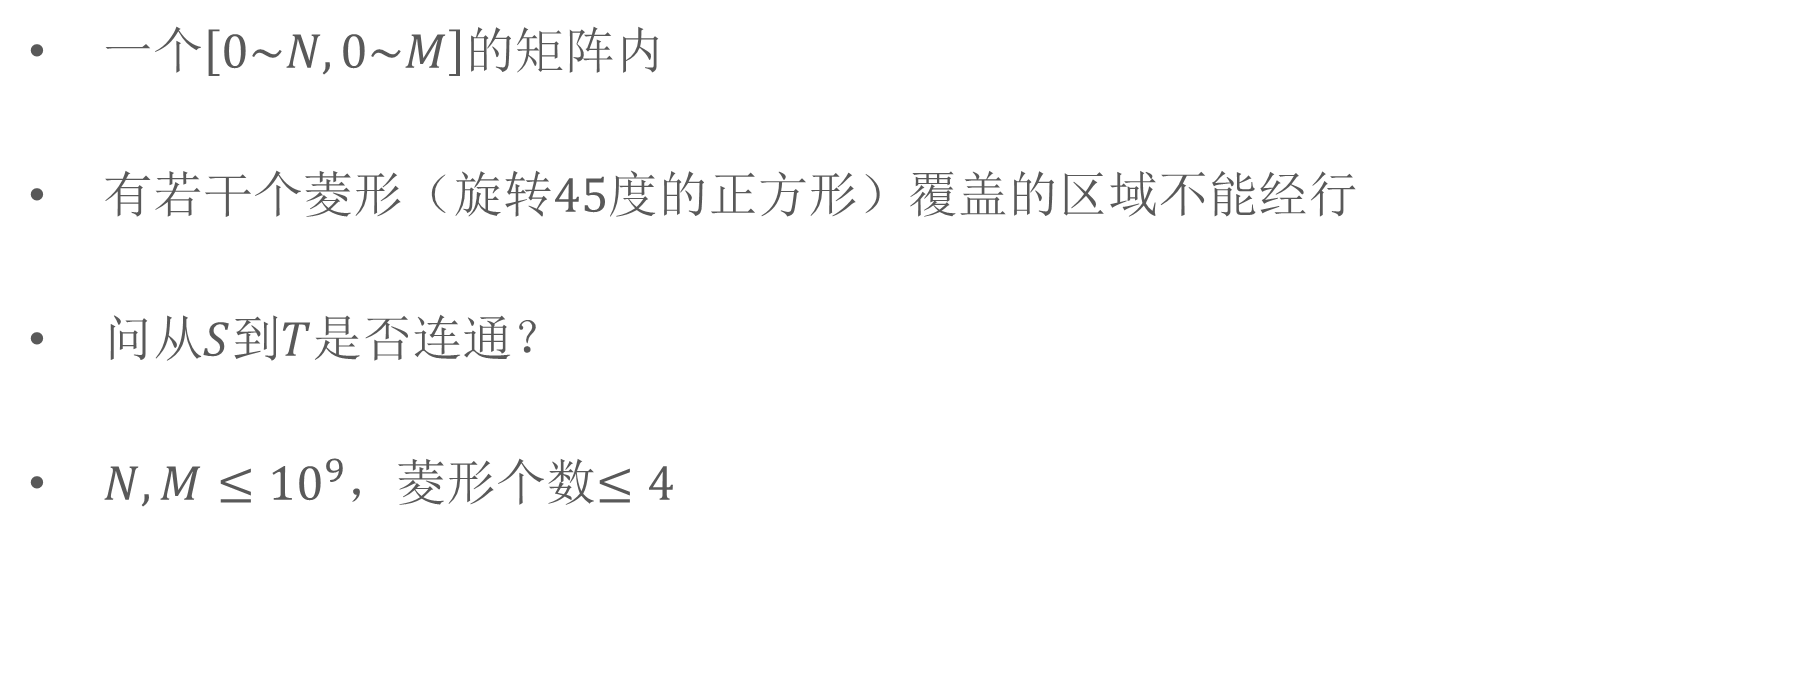 • 一个[0~N, 0~M]的矩阵内
• 有若干个菱形（旋转45度的正方形）覆盖的区域不能经行
• 问从S到T是否连通？
• N, M ≤ 10⁹，菱形个数≤ 4